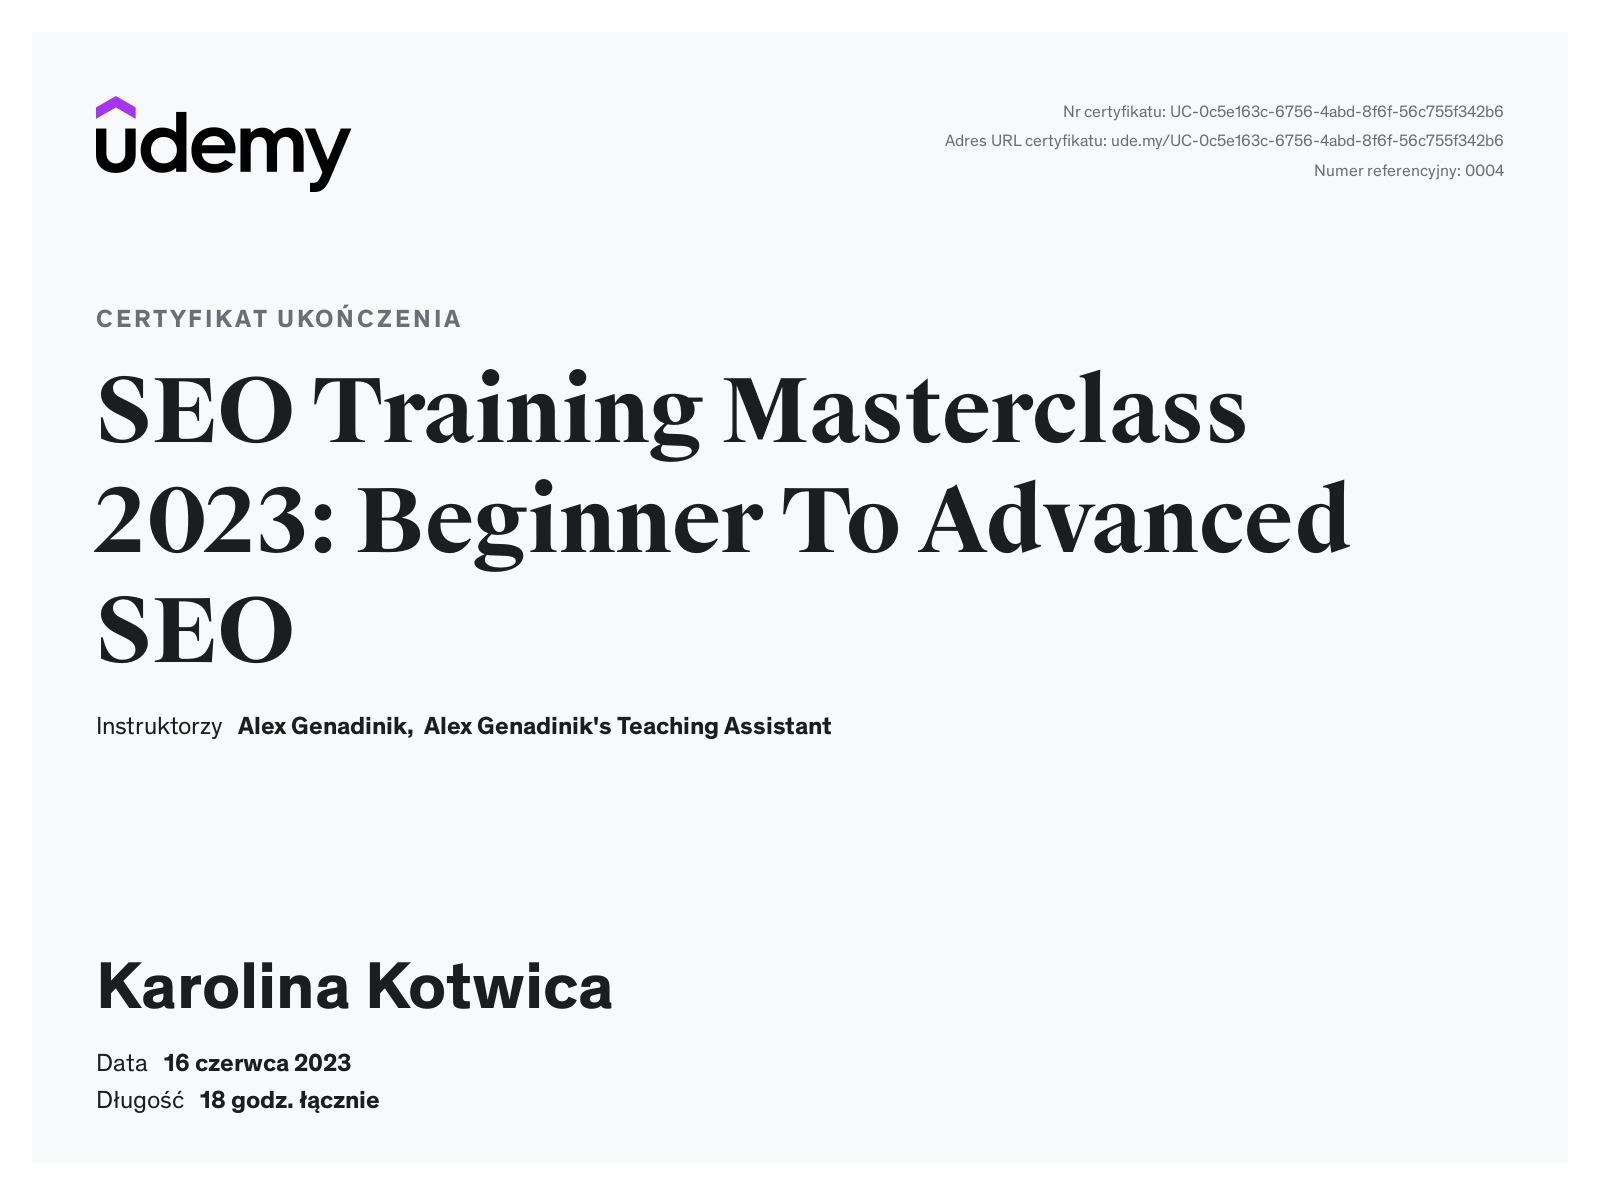 udemy
Nr certyfikatu: UC-0c5e163c-6756-4abd-8f6f-56c755f342b6
Adres URL certyfikatu: ude.my/UC-0c5e163c-6756-4abd-8f6f-56c755f342b6
Numer referencyjny: 0004
CERTYFIKAT UKOŃCZENIA
SEO Training Masterclass
2023: Beginner To Advanced
SEO
Instruktorzy Alex Genadinik, Alex Genadinik's Teaching Assistant
Karolina Kotwica
Data 16 czerwca 2023
Długość 18 godz. łącznie